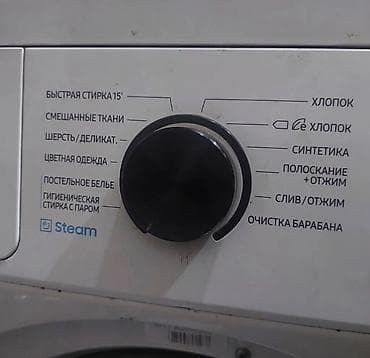 БЫСТРАЯ СТИРКА 15'
СМЕШАННЫЕ ТКАНИ
ШЕРСТЬ/ДЕЛИКАТ.
ЦВЕТНАЯ ОДЕЖДА
ПОСТЕЛЬНОЕ БЕЛЬЕ
ГИГИЕНИЧЕСКАЯ
СТИРКА С ПАРОМ
Steam
ХЛОПОК
e ХЛОПОК
СИНТЕТИКА
ПОЛОСКАНИЕ
+ОТЖИМ
СЛИВ/ОТЖИМ
ОЧИСТКА БАРАБАНА